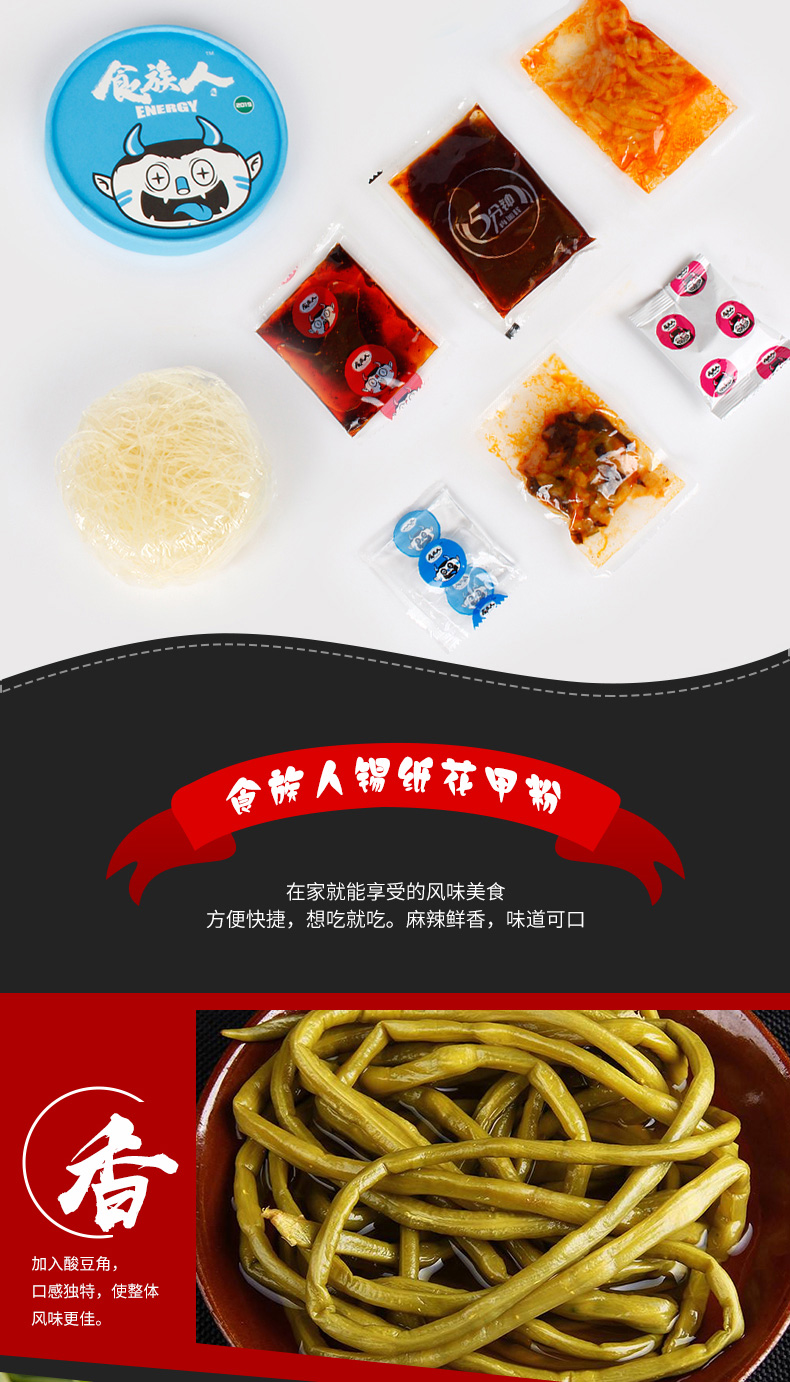 食族人
TM
ENERGY
2019
5分钟
食族人锡纸花甲粉
在家就能享受的风味美食
方便快捷，想吃就吃。麻辣鲜香，味道可口
香
加入酸豆角，
口感独特，使整体
风味更佳。